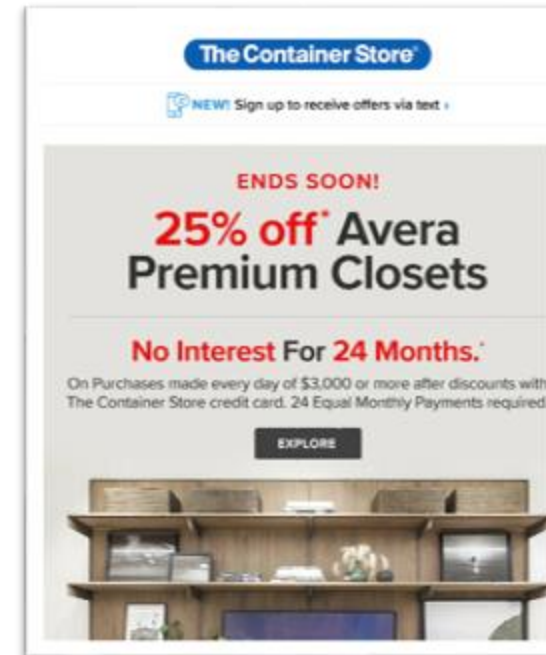 The Container Store®
NEW! Sign up to receive offers via text ›
ENDS SOON!
25% off* Avera
Premium Closets
No Interest For 24 Months.*
On Purchases made every day of $3,000 or more after discounts with
The Container Store credit card. 24 Equal Monthly Payments required
EXPLORE